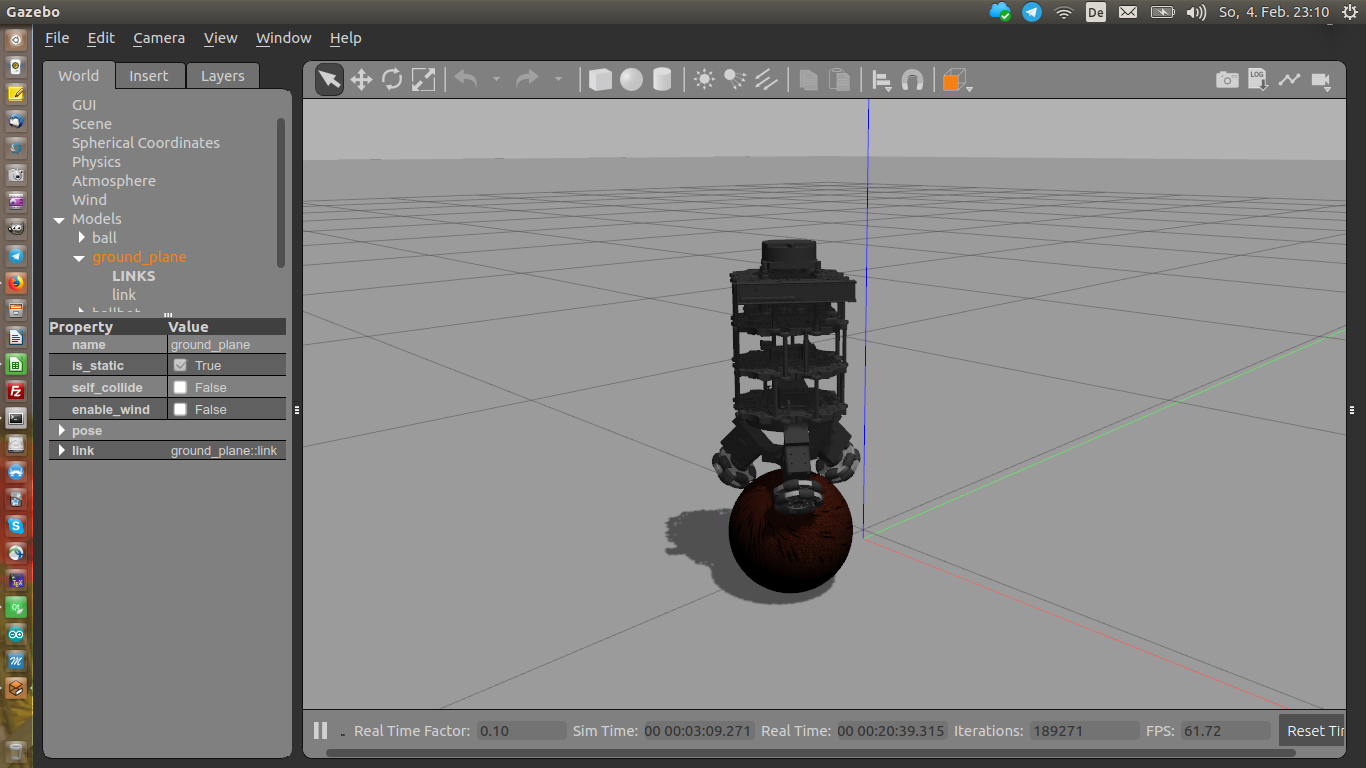 Gazebo
De
So, 4. Feb. 23:10
File Edit Camera View Window Help
World Insert Layers
LOG
GUI
Scene
Spherical Coordinates
Physics
Atmosphere
Wind
Models
ball
ground_plane
LINKS
link
Property Value
name ground_plane
is_static True
self_collide False
enable_wind False
pose
link ground_plane::link
Real Time Factor: 0.10 Sim Time: 00 00:03:09.271 Real Time: 00 00:20:39.315 Iterations: 189271 FPS: 61.72 Reset Ti